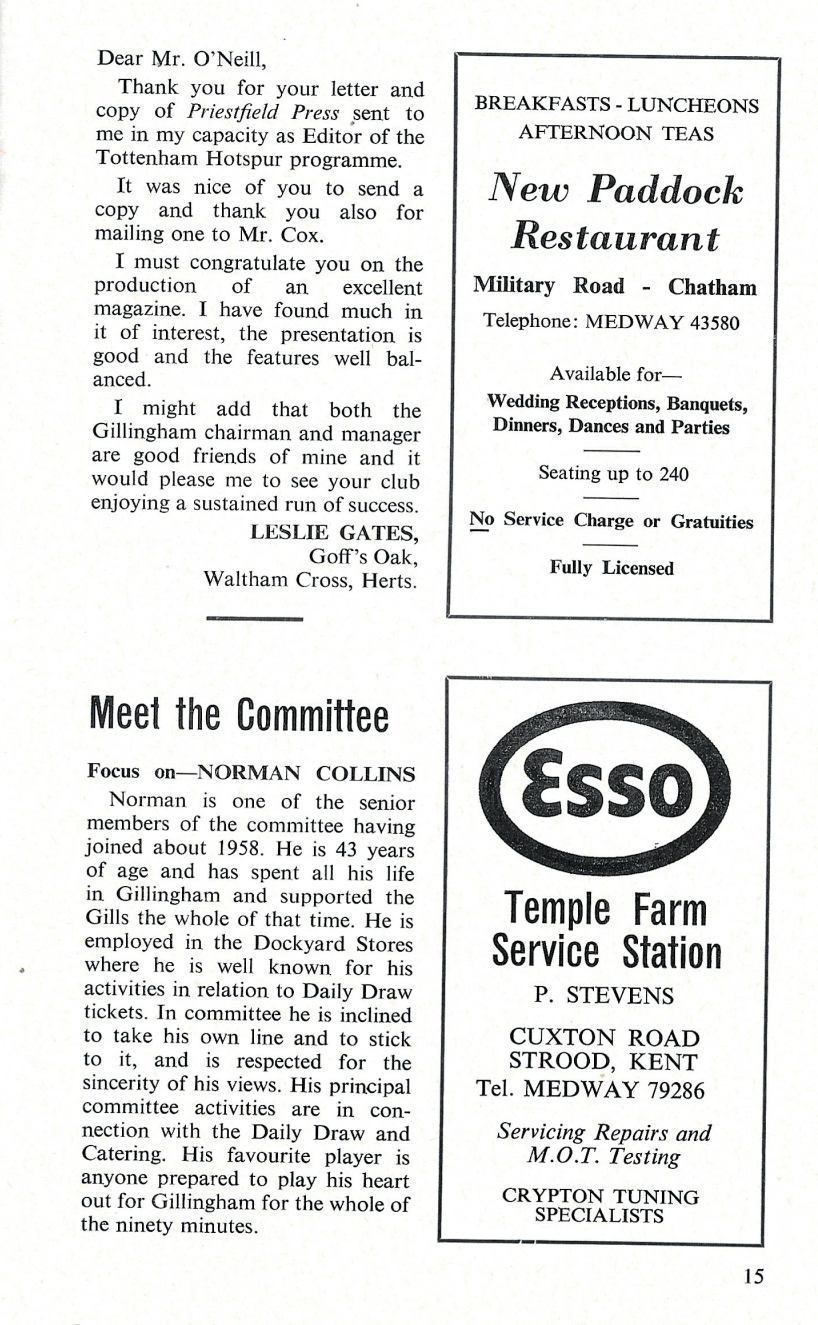 Dear Mr. O'Neill,
Thank you for your letter and
copy of Priestfield Press sent to
me in my capacity as Editor of the
Tottenham Hotspur programme.
It was nice of you to send a
copy and thank you also for
mailing one to Mr. Cox.
I must congratulate you on the
production of an excellent
magazine. I have found much in
it of interest, the presentation is
good and the features well bal-
anced.
I might add that both the
Gillingham chairman and manager
are good friends of mine and it
would please me to see your club
enjoying a sustained run of success.
LESLIE GATES,
Goff's Oak,
Waltham Cross, Herts.
Meet the Committee
Focus on—NORMAN COLLINS
Norman is one of the senior
members of the committee having
joined about 1958. He is 43 years
of age and has spent all his life
in Gillingham and supported the
Gills the whole of that time. He is
employed in the Dockyard Stores
where he is well known for his
activities in relation to Daily Draw
tickets. In committee he is inclined
to take his own line and to stick
to it, and is respected for the
sincerity of his views. His principal
committee activities are in con-
nection with the Daily Draw and
Catering. His favourite player is
anyone prepared to play his heart
out for Gillingham for the whole of
the ninety minutes.
BREAKFASTS - LUNCHEONS
AFTERNOON TEAS
New Paddock
Restaurant
Military Road - Chatham
Telephone: MEDWAY 43580
Available for—
Wedding Receptions, Banquets,
Dinners, Dances and Parties
Seating up to 240
No Service Charge or Gratuities
Fully Licensed
Esso
Temple Farm
Service Station
P. STEVENS
CUXTON ROAD
STROOD, KENT
Tel. MEDWAY 79286
Servicing Repairs and
M.O.T. Testing
CRYPTON TUNING
SPECIALISTS
15